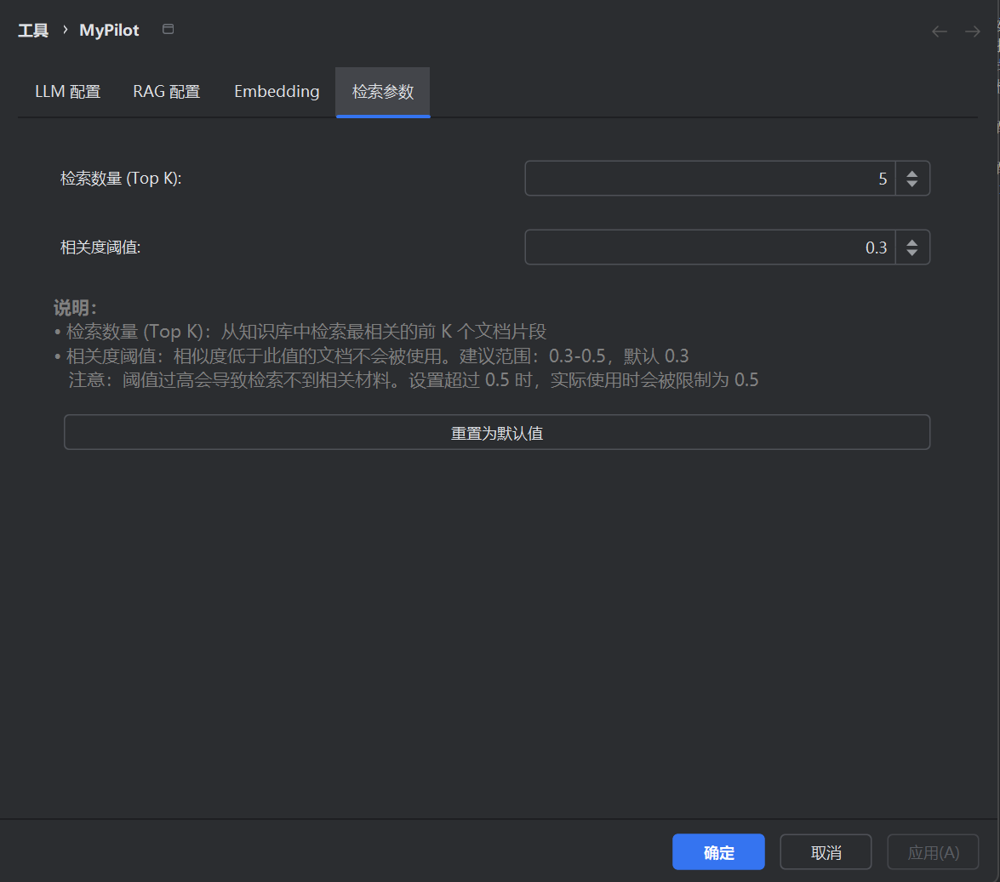 工具 › MyPilot
LLM 配置 RAG 配置 Embedding 检索参数
检索数量 (Top K): 5
相关度阈值: 0.3
说明：
• 检索数量 (Top K)：从知识库中检索最相关的前 K 个文档片段
• 相关度阈值：相似度低于此值的文档不会被使用。建议范围：0.3-0.5，默认 0.3
注意：阈值过高会导致检索不到相关材料。设置超过 0.5 时，实际使用时会被限制为 0.5
重置为默认值
确定 取消 应用(A)